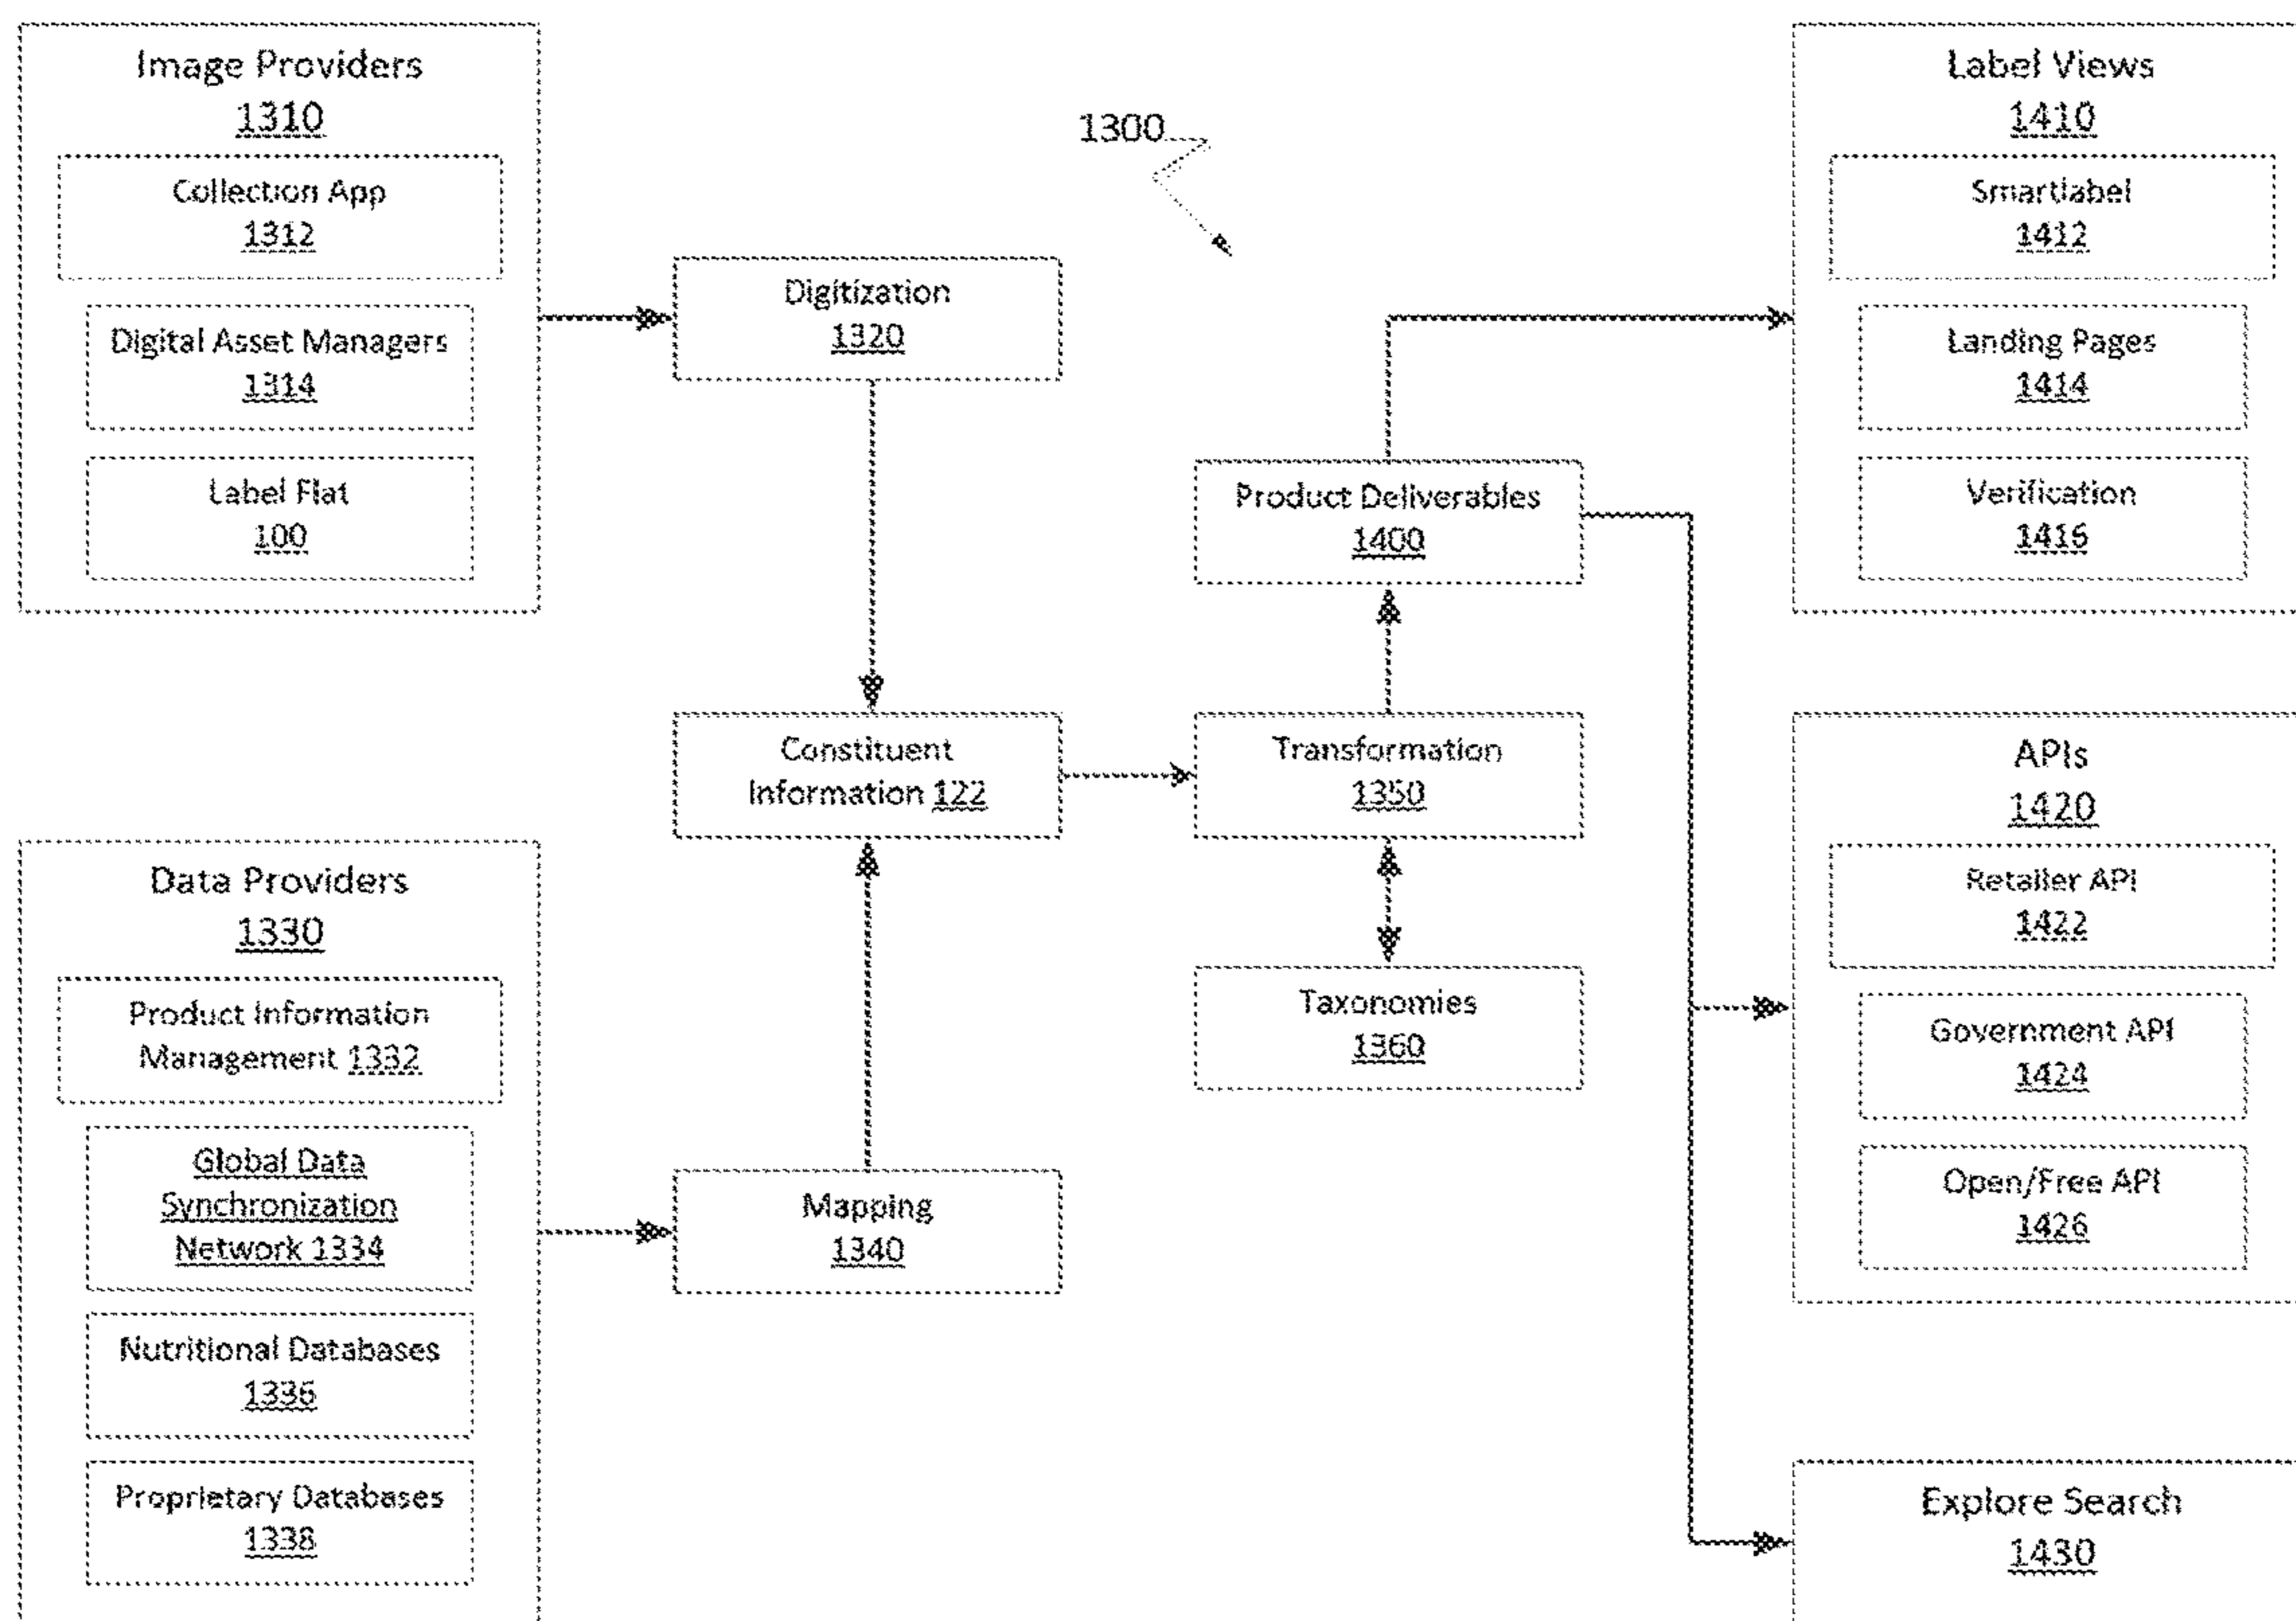 Image Providers
1310
Collection App
1312
Digital Asset Managers
1314
Label Flat
100
Data Providers
1330
Product Information
Management 1332
Global Data
Synchronization
Network 1334
Nutritional Databases
1336
Proprietary Databases
1338
1300
Digitization
1320
Constituent
Information 122
Mapping
1340
Product Deliverables
1400
Transformation
1350
Taxonomies
1360
Label Views
1410
Smartlabel
1412
Landing Pages
1414
Verification
1416
APIs
1420
Retailer API
1422
Government API
1424
Open/Free API
1426
Explore Search
1430